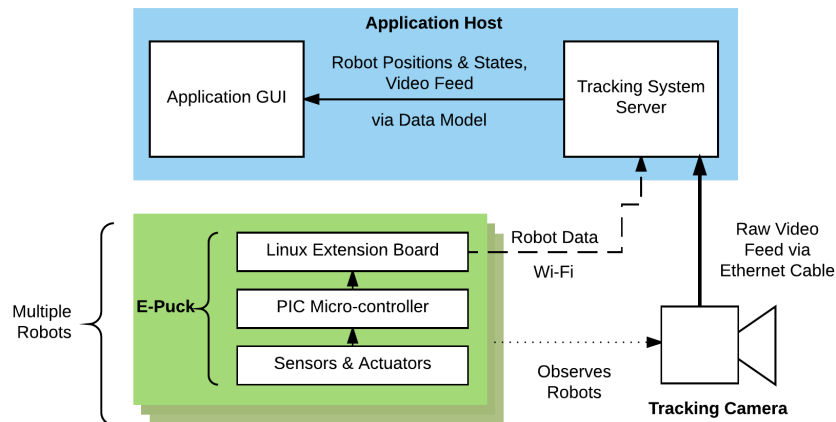 Application Host
Application GUI
Robot Positions & States,
Video Feed
via Data Model
Tracking System
Server
Multiple
Robots
E-Puck
Linux Extension Board
PIC Micro-controller
Sensors & Actuators
Robot Data
Wi-Fi
Raw Video
Feed via
Ethernet Cable
Observes
Robots
Tracking Camera